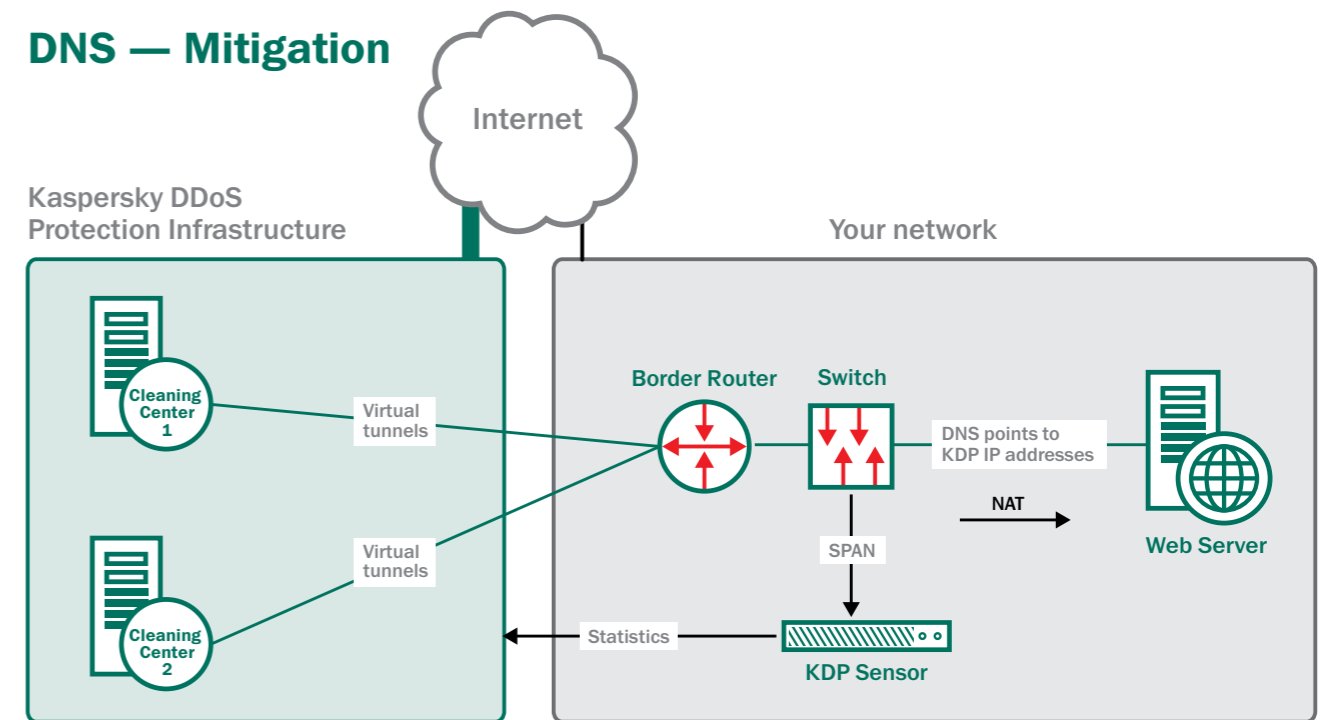 DNS — Mitigation
Internet
Kaspersky DDoS
Protection Infrastructure
Your network
Cleaning
Center
1
Virtual
tunnels
Border Router
Switch
DNS points to
KDP IP addresses
NAT
Web Server
SPAN
Virtual
tunnels
Cleaning
Center
2
Statistics
KDP Sensor